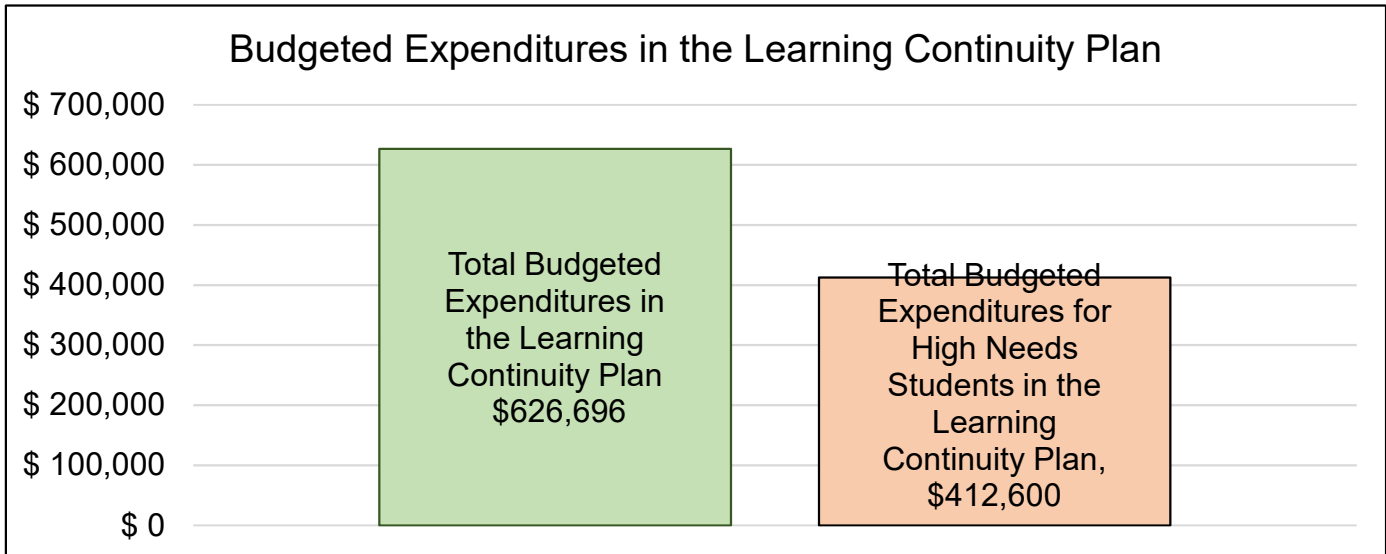 Budgeted Expenditures in the Learning Continuity Plan
$ 700,000
$ 600,000
$ 500,000
$ 400,000
$ 300,000
$ 200,000
$ 100,000
$ 0
Total Budgeted
Expenditures in
the Learning
Continuity Plan
$626,696
Total Budgeted
Expenditures for
High Needs
Students in the
Learning
Continuity Plan,
$412,600